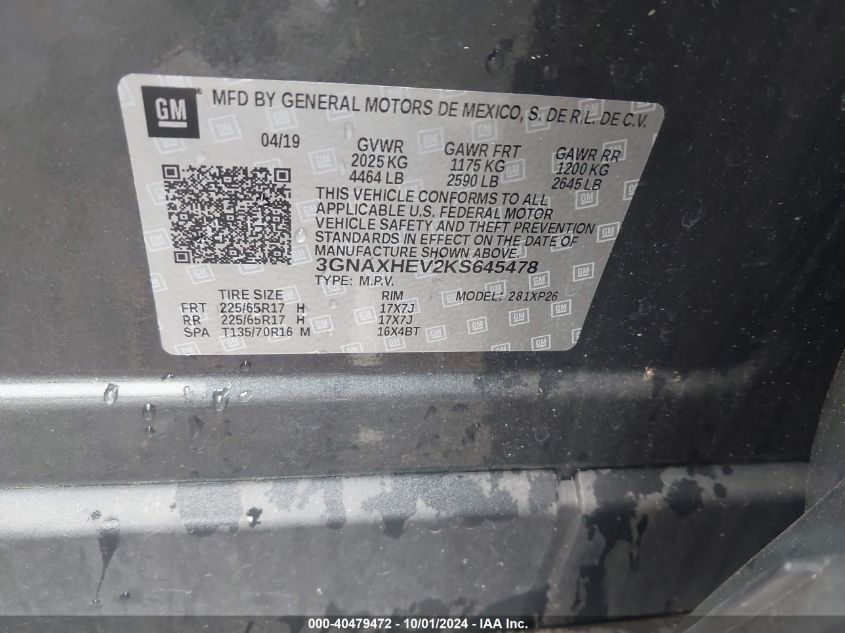 GM
MFD BY GENERAL MOTORS DE MEXICO, S. DE R.L. DE C.V.
04/19 GVWR GAWR FRT GAWR RR
2025 KG 1175 KG 1200 KG
4464 LB 2590 LB 2645 LB
THIS VEHICLE CONFORMS TO ALL
APPLICABLE U.S. FEDERAL MOTOR
VEHICLE SAFETY AND THEFT PREVENTION
STANDARDS IN EFFECT ON THE DATE OF
MANUFACTURE SHOWN ABOVE.
3GNAXHEV2KS645478
TYPE: M.P.V. MODEL: 281XP26
TIRE SIZE RIM
FRT 225/65R17 H 17X7J
RR 225/65R17 H 17X7J
SPA T135/70R16 M 16X4BT
000-40479472 - 10/01/2024 - IAA Inc.